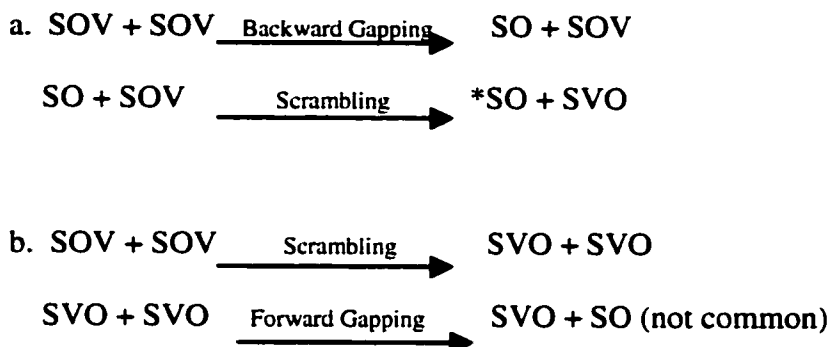 a. SOV + SOV Backward Gapping SO + SOV
SO + SOV Scrambling *SO + SVO
b. SOV + SOV Scrambling SVO + SVO
SVO + SVO Forward Gapping SVO + SO (not common)